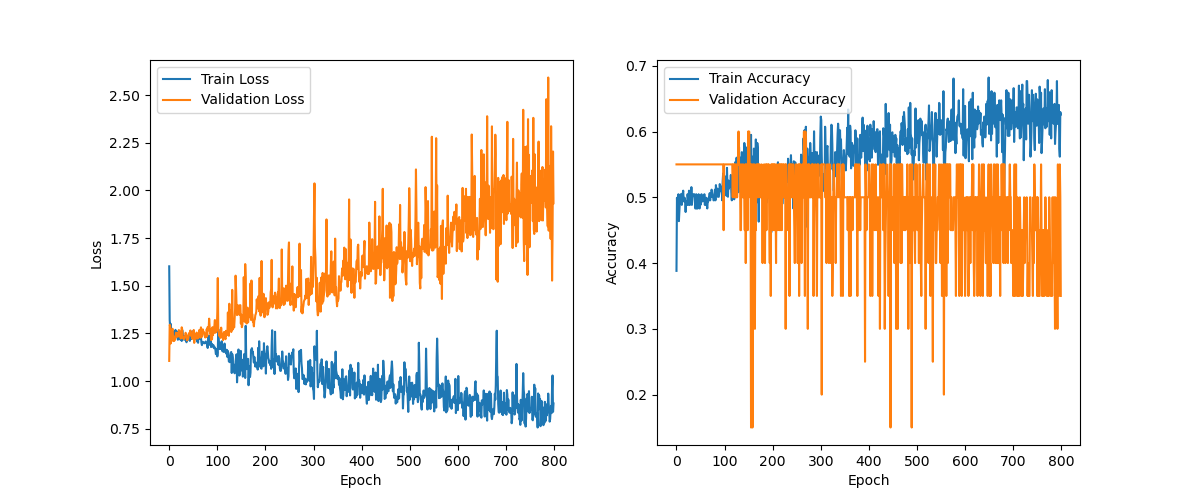 Train Loss
Validation Loss
2.50
2.25
2.00
1.75
1.50
1.25
1.00
0.75
Loss
0 100 200 300 400 500 600 700 800
Epoch
Train Accuracy
Validation Accuracy
0.7
0.6
0.5
0.4
0.3
0.2
Accuracy
0 100 200 300 400 500 600 700 800
Epoch